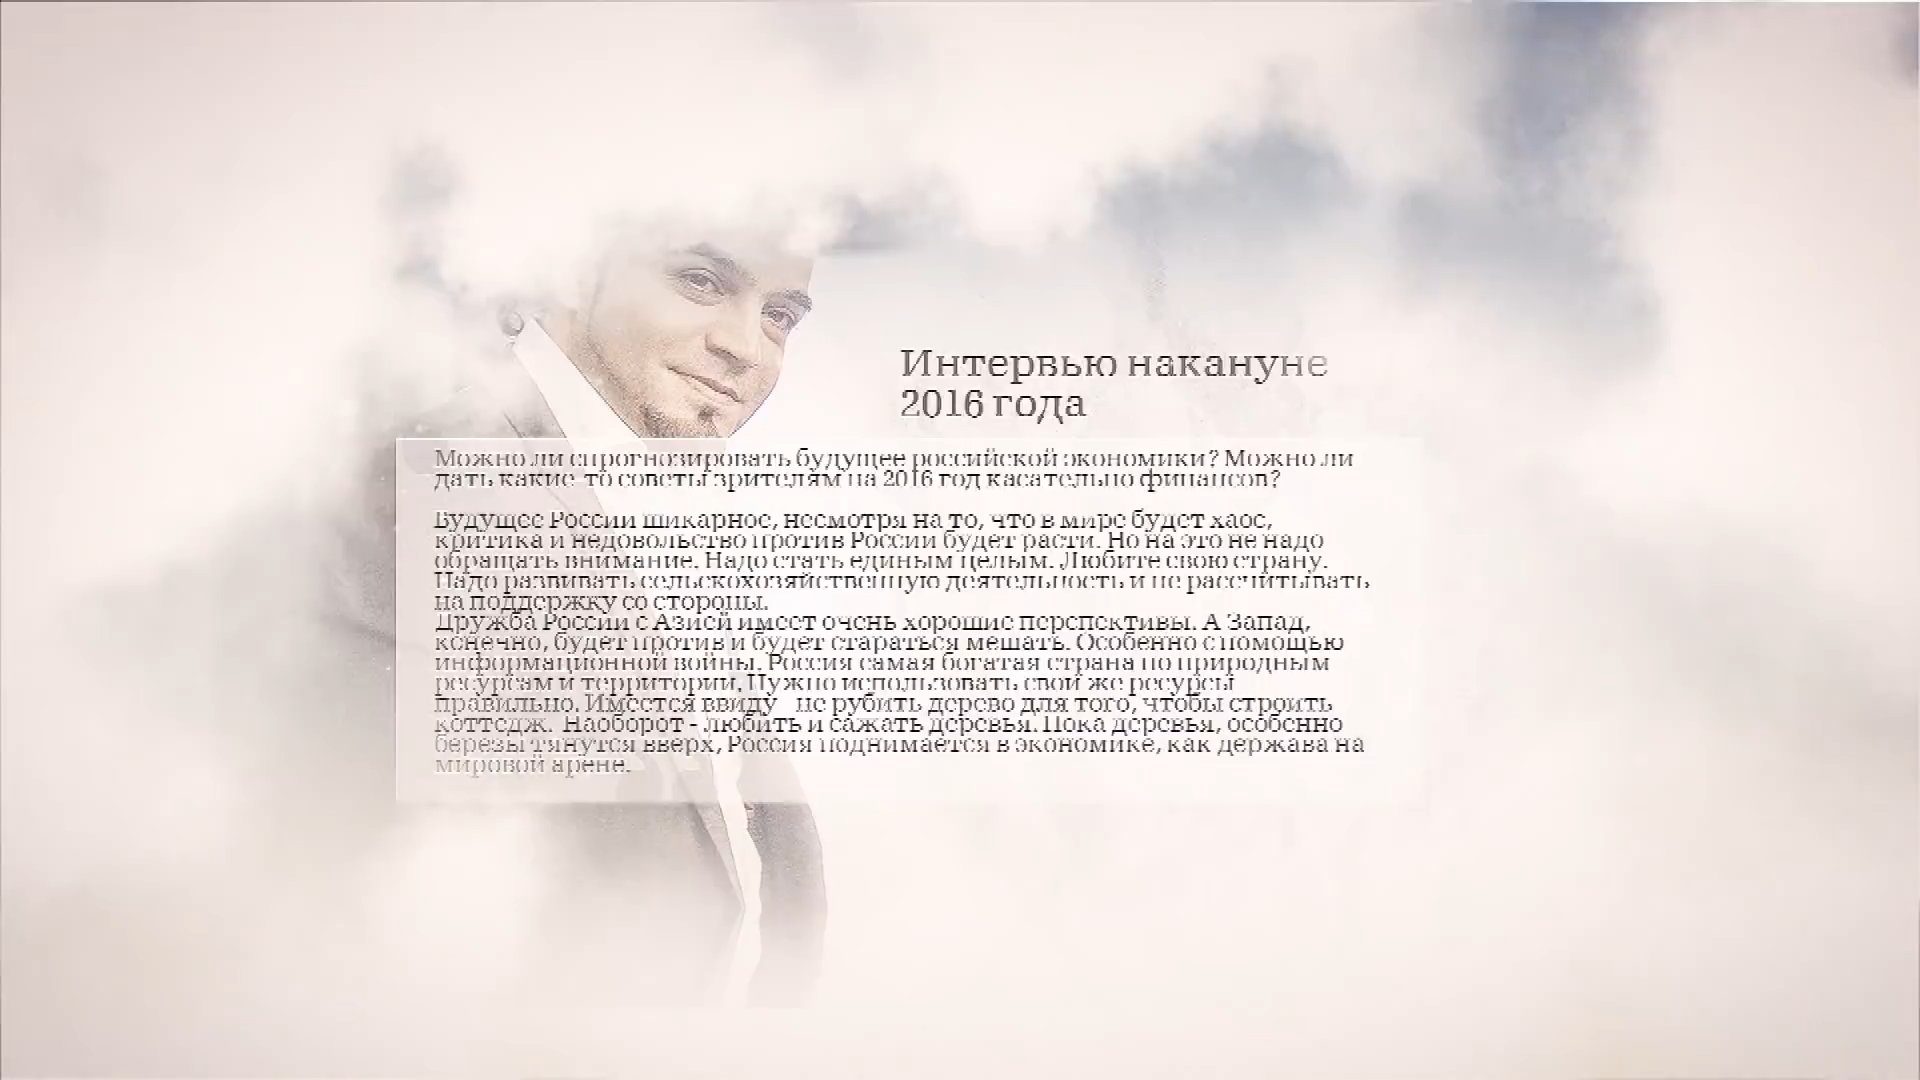 Интервью накануне
2016 года
Можно ли спрогнозировать будущее российской экономики? Можно ли
дать какие-то советы зрителям на 2016 год касательно финансов?
Будущее России шикарное, несмотря на то, что в мире будет хаос,
критика и недовольство против России будет расти. Но на это не надо
обращать внимание. Надо стать единым целым. Любите свою страну.
Надо развивать сельскохозяйственную деятельность и не рассчитывать
на поддержку со стороны.
Дружба России с Азией имеет очень хорошие перспективы. А Запад,
конечно, будет против и будет стараться мешать. Особенно с помощью
информационной войны. Россия самая богатая страна по природным
ресурсам и территории. Нужно использовать свои же ресурсы
правильно. Имеется ввиду - не рубить дерево для того, чтобы строить
коттедж. Наоборот - любить и сажать деревья. Пока деревья, особенно
березы тянутся вверх, Россия поднимается в экономике, как держава на
мировой арене.